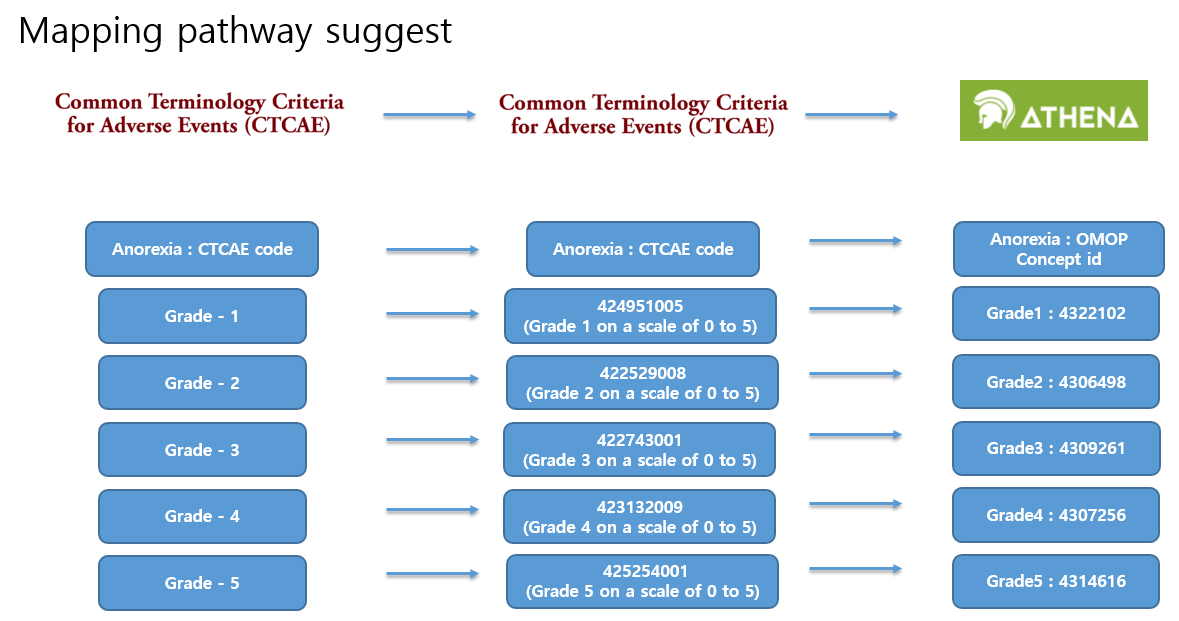 Mapping pathway suggest
Common Terminology Criteria
for Adverse Events (CTCAE)
Common Terminology Criteria
for Adverse Events (CTCAE)
ATHENA
Anorexia : CTCAE code
Anorexia : CTCAE code
Anorexia : OMOP
Concept id
Grade - 1
424951005
(Grade 1 on a scale of 0 to 5)
Grade1 : 4322102
Grade - 2
422529008
(Grade 2 on a scale of 0 to 5)
Grade2 : 4306498
Grade - 3
422743001
(Grade 3 on a scale of 0 to 5)
Grade3 : 4309261
Grade - 4
423132009
(Grade 4 on a scale of 0 to 5)
Grade4 : 4307256
Grade - 5
425254001
(Grade 5 on a scale of 0 to 5)
Grade5 : 4314616